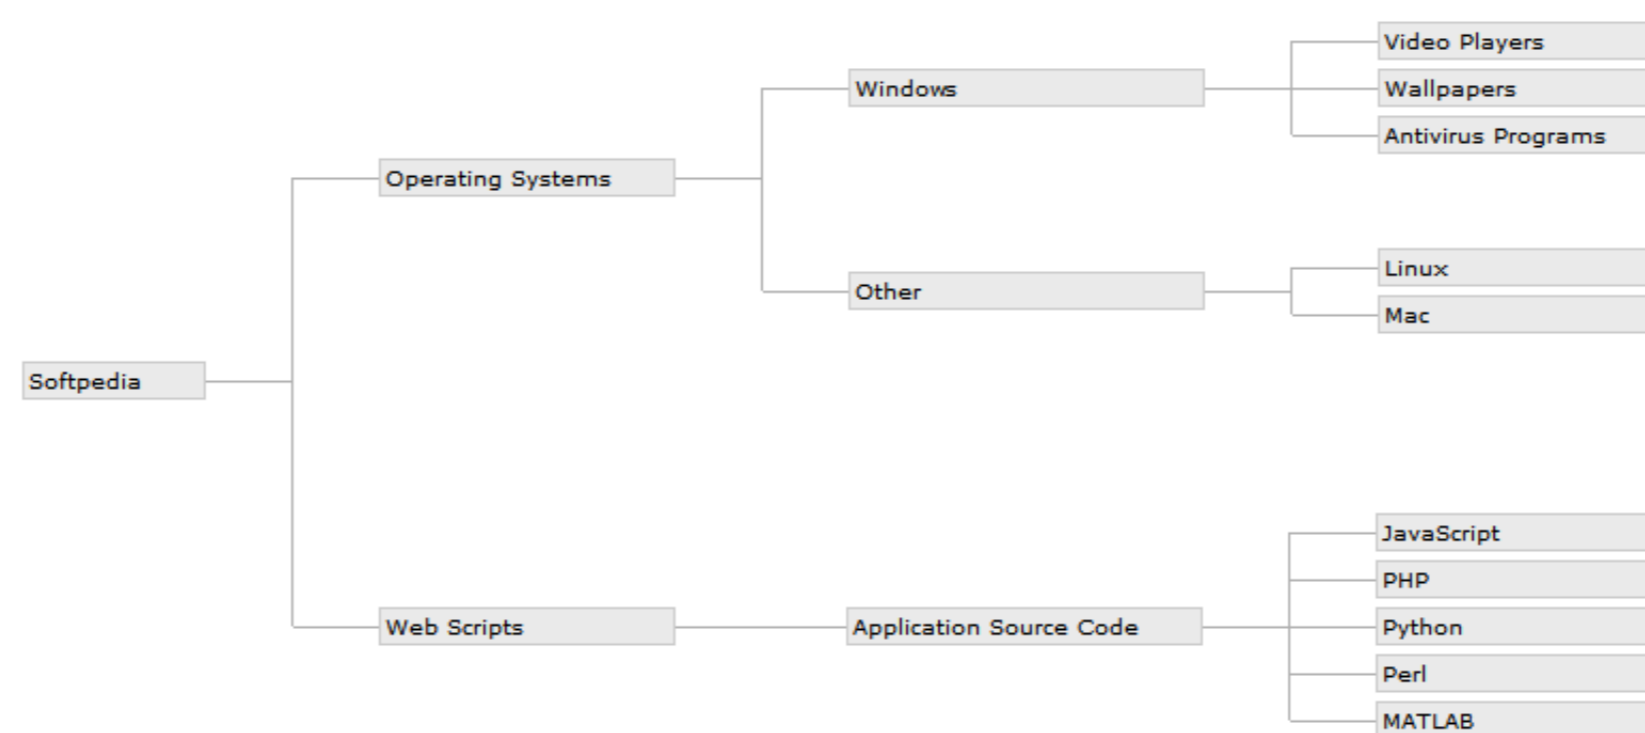 Softpedia
Operating Systems
Windows
Video Players
Wallpapers
Antivirus Programs
Other
Linux
Mac
Web Scripts
Application Source Code
JavaScript
PHP
Python
Perl
MATLAB